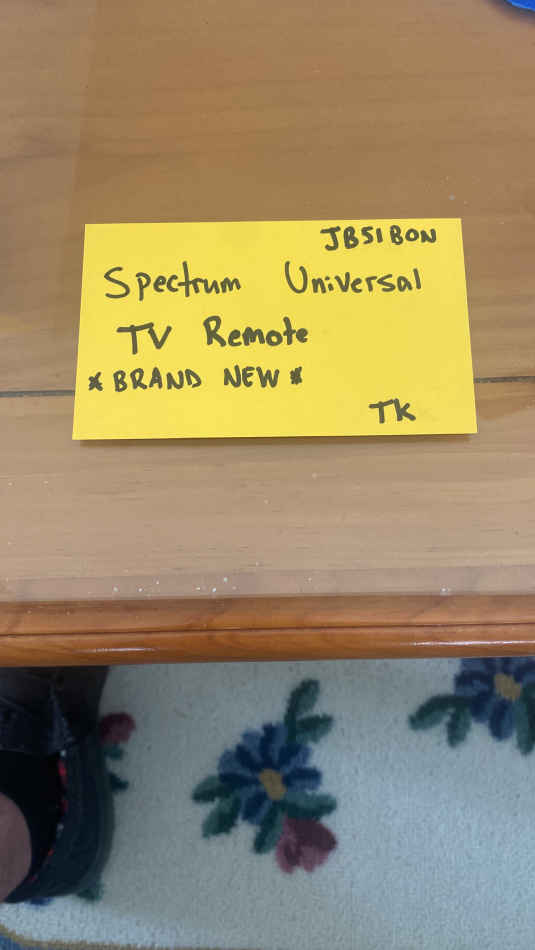 JB51BON
Spectrum Universal
TV Remote
*BRAND NEW*
TK